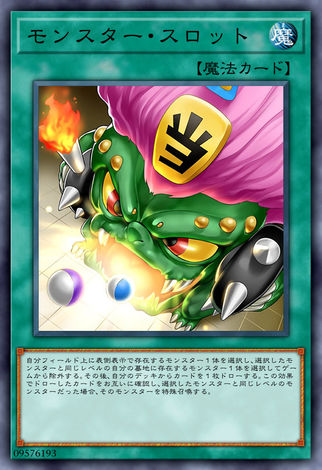 モンスター・スロット
魔
【魔法カード】
当
自分フィールド上に表側表示で存在するモンスター1体を選択し、選択したモ
ンスターと同じレベルの自分の墓地に存在するモンスター1体を選択してゲー
ムから除外する。その後、自分のデッキからカードを1枚ドローする。この効果
でドローしたカードをお互いに確認し、選択したモンスターと同じレベルのモ
ンスターだった場合、そのモンスターを特殊召喚する。
09576193